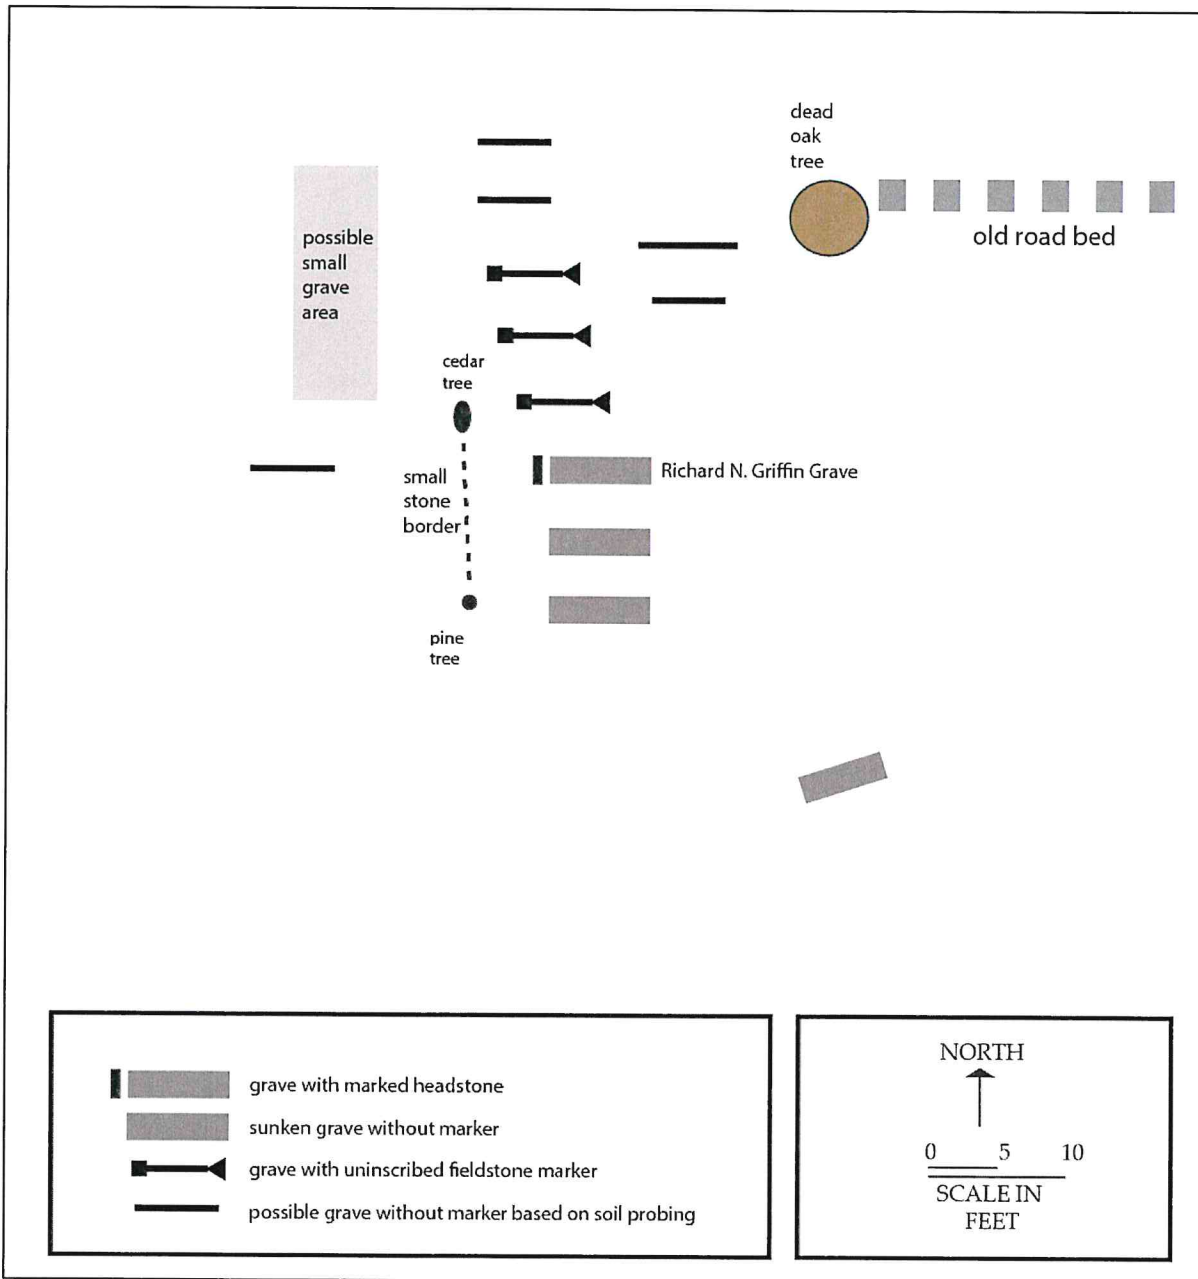 dead
oak
tree
old road bed
possible
small
grave
area
cedar
tree
small
stone
border
Richard N. Griffin Grave
pine
tree
grave with marked headstone
sunken grave without marker
grave with uninscribed fieldstone marker
possible grave without marker based on soil probing
NORTH
0 5 10
SCALE IN
FEET